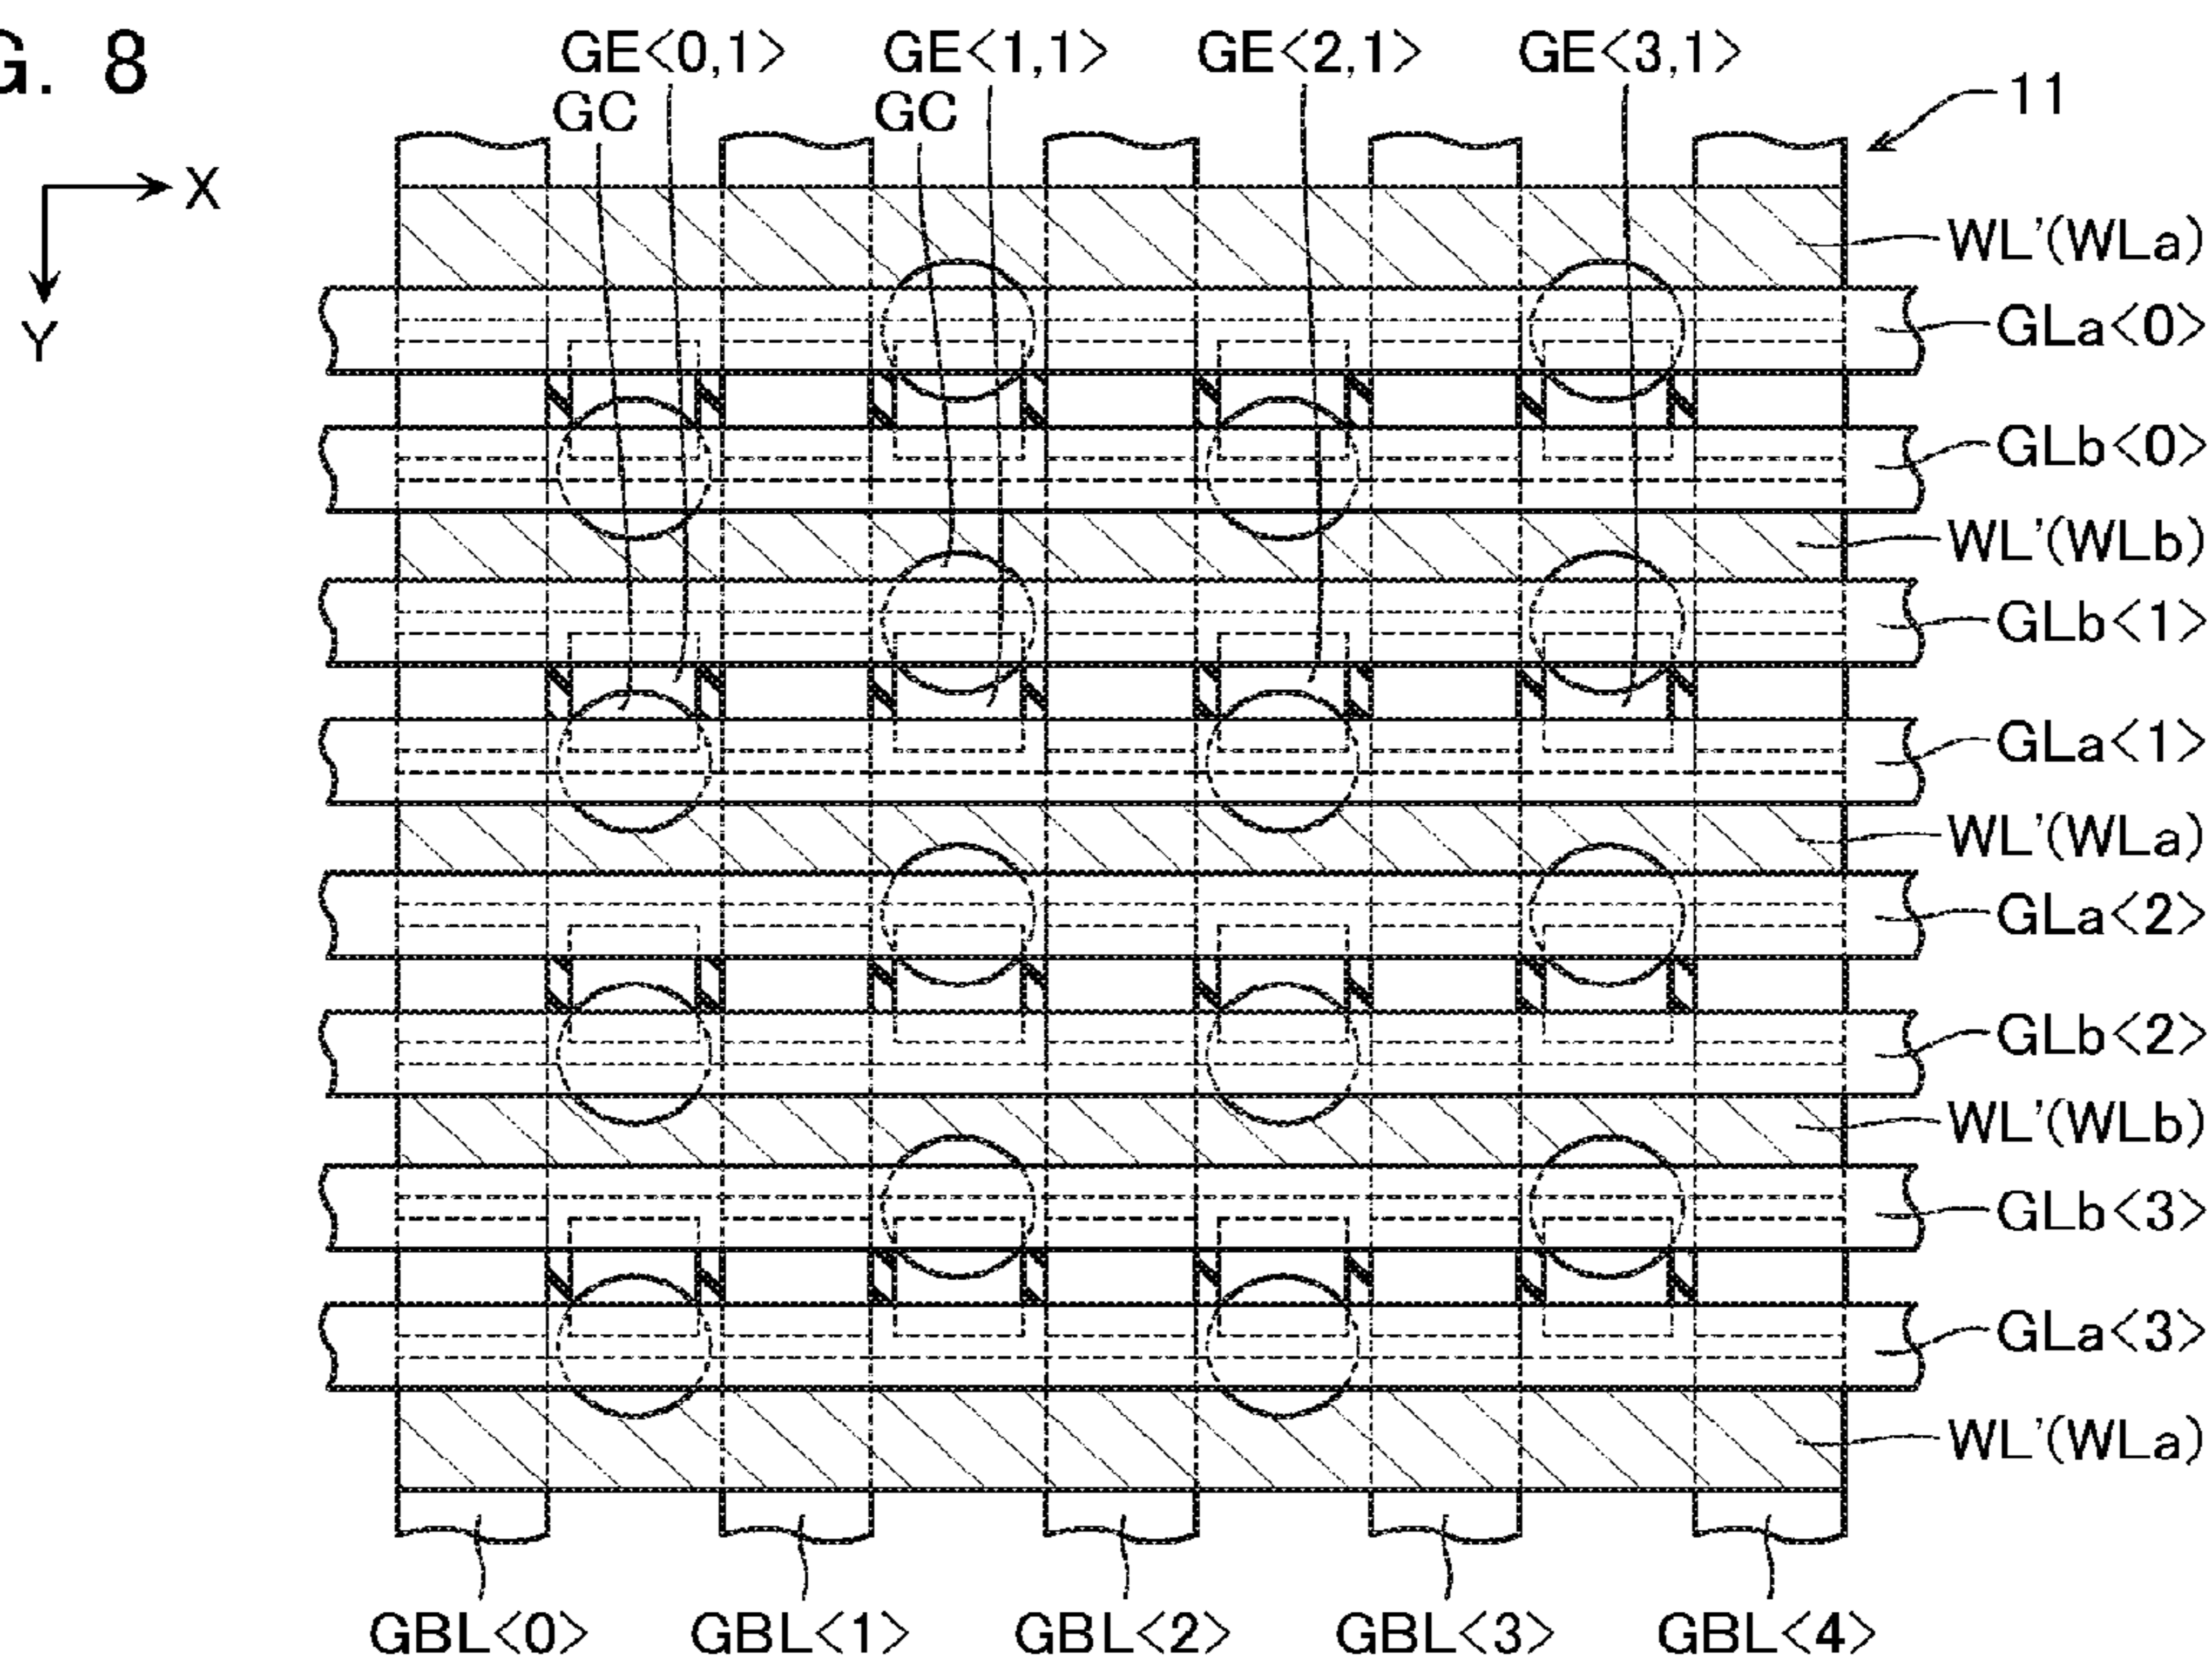 G. 8
GE<0,1> GE<1,1> GE<2,1> GE<3,1>
GC GC
11
X
Y
WL'(WLa)
GLa<0>
GLb<0>
WL'(WLb)
GLb<1>
GLa<1>
WL'(WLa)
GLa<2>
GLb<2>
WL'(WLb)
GLb<3>
GLa<3>
WL'(WLa)
GBL<0> GBL<1> GBL<2> GBL<3> GBL<4>